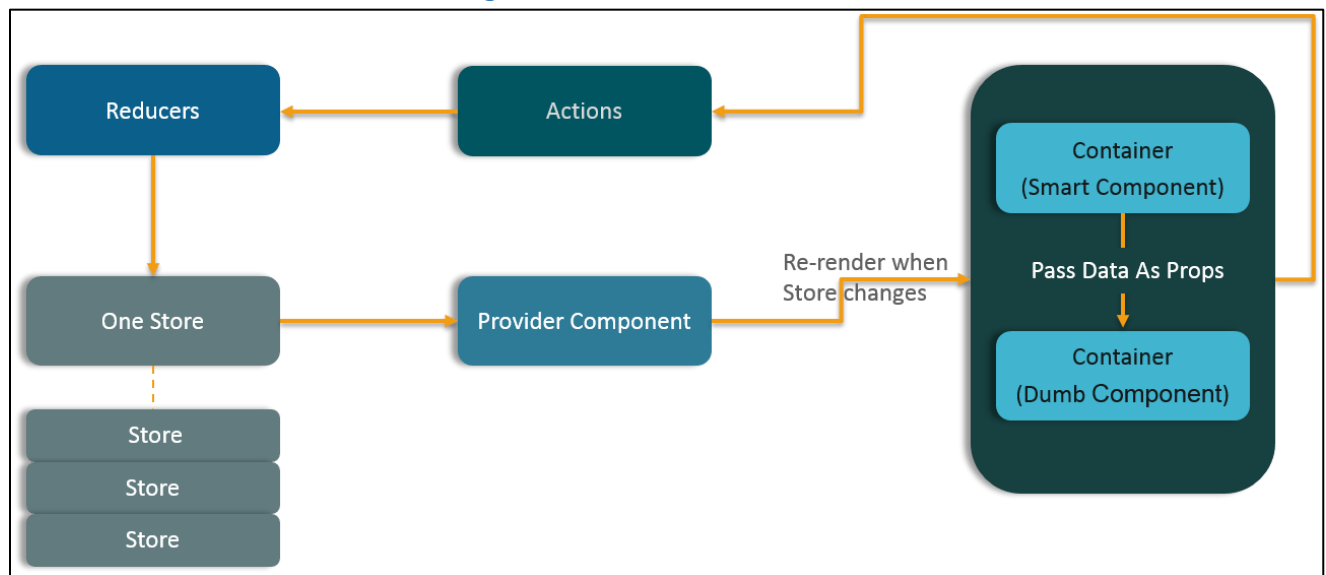 Reducers
Actions
Container
(Smart Component)
Re-render when
Store changes
Pass Data As Props
One Store
Provider Component
Container
(Dumb Component)
Store
Store
Store